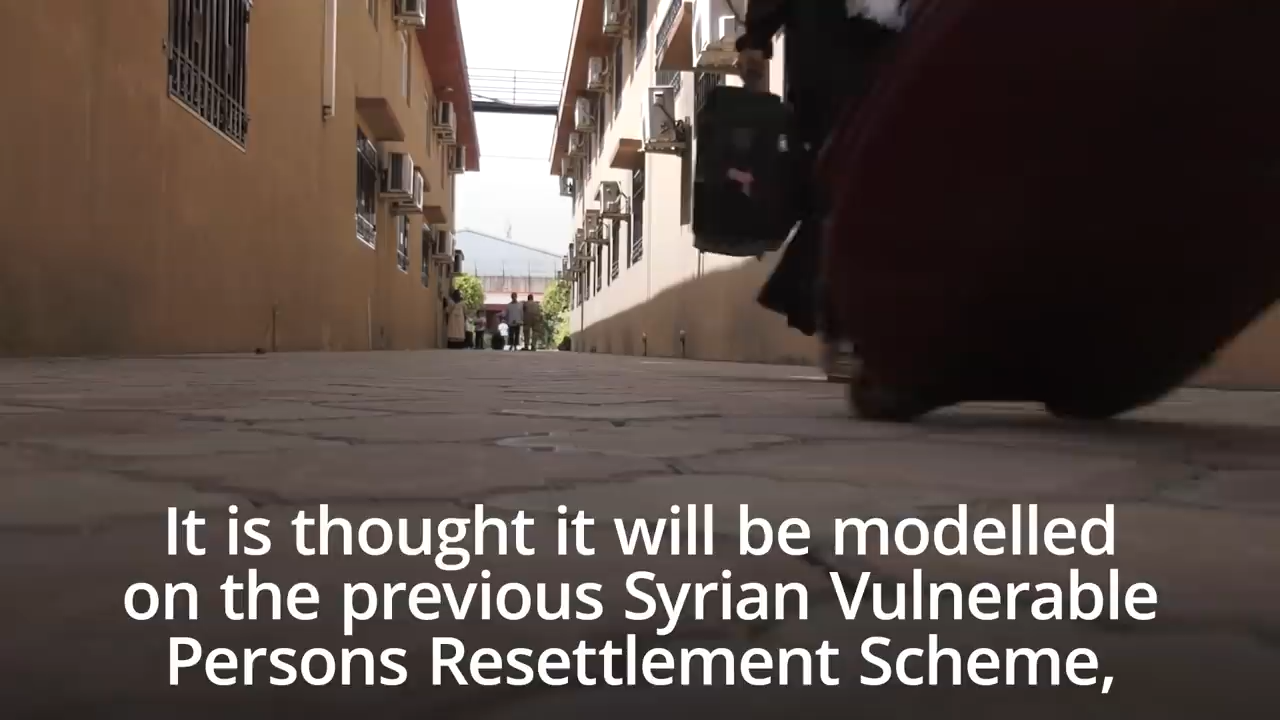 It is thought it will be modelled
on the previous Syrian Vulnerable
Persons Resettlement Scheme,